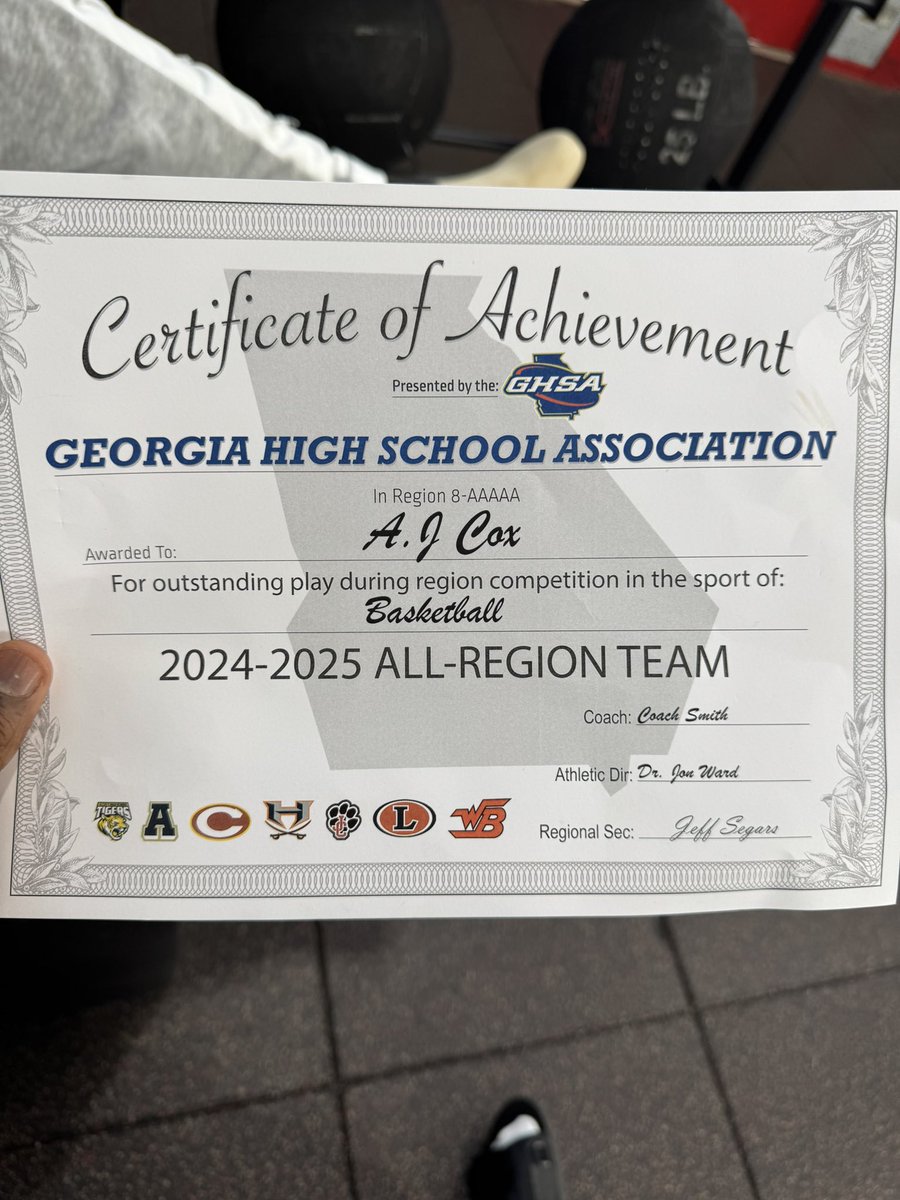 25 LB.
Certificate of Achievement
Presented by the: GHSA
GEORGIA HIGH SCHOOL ASSOCIATION
In Region 8-AAAAA
Awarded To: A.J Cox
For outstanding play during region competition in the sport of:
Basketball
2024-2025 ALL-REGION TEAM
Coach: Coach Smith
Athletic Dir: Dr. Jon Ward
TIGERS A C H L WB
Regional Sec: Jeff Segars